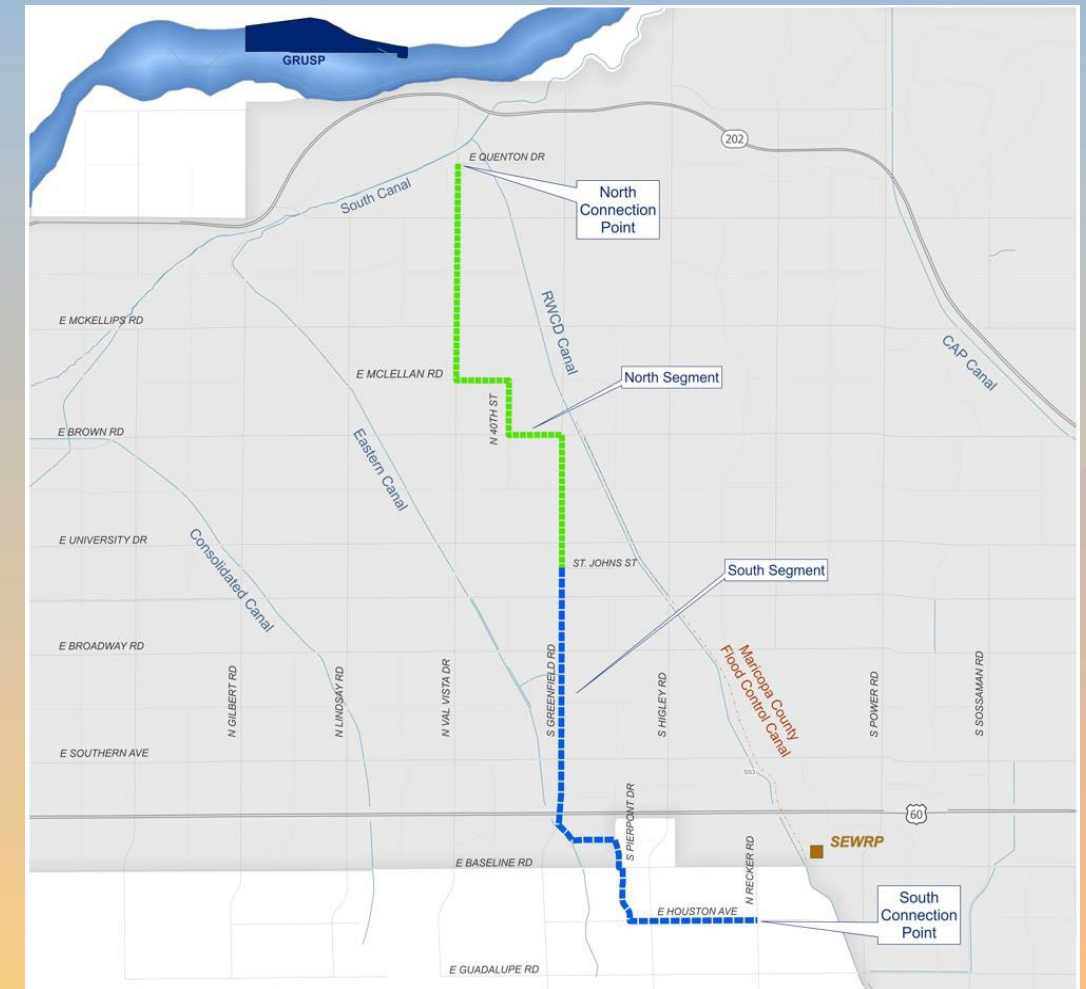 GRUSP
202
E QUENTON DR
North
Connection
Point
South Canal
RWCD Canal
E MCKELLIPS RD
CAP Canal
E MCLELLAN RD
North Segment
N 40TH ST
E BROWN RD
Eastern Canal
Consolidated Canal
E UNIVERSITY DR
ST. JOHNS ST
South Segment
E BROADWAY RD
Maricopa County
Flood Control Canal
N GILBERT RD
N LINDSAY RD
N VAL VISTA DR
S GREENFIELD RD
S HIGLEY RD
S POWER RD
S SOSSAMAN RD
E SOUTHERN AVE
60
S PIERPONT DR
N RECKER RD
SEWRP
E BASELINE RD
South
Connection
Point
E HOUSTON AVE
E GUADALUPE RD